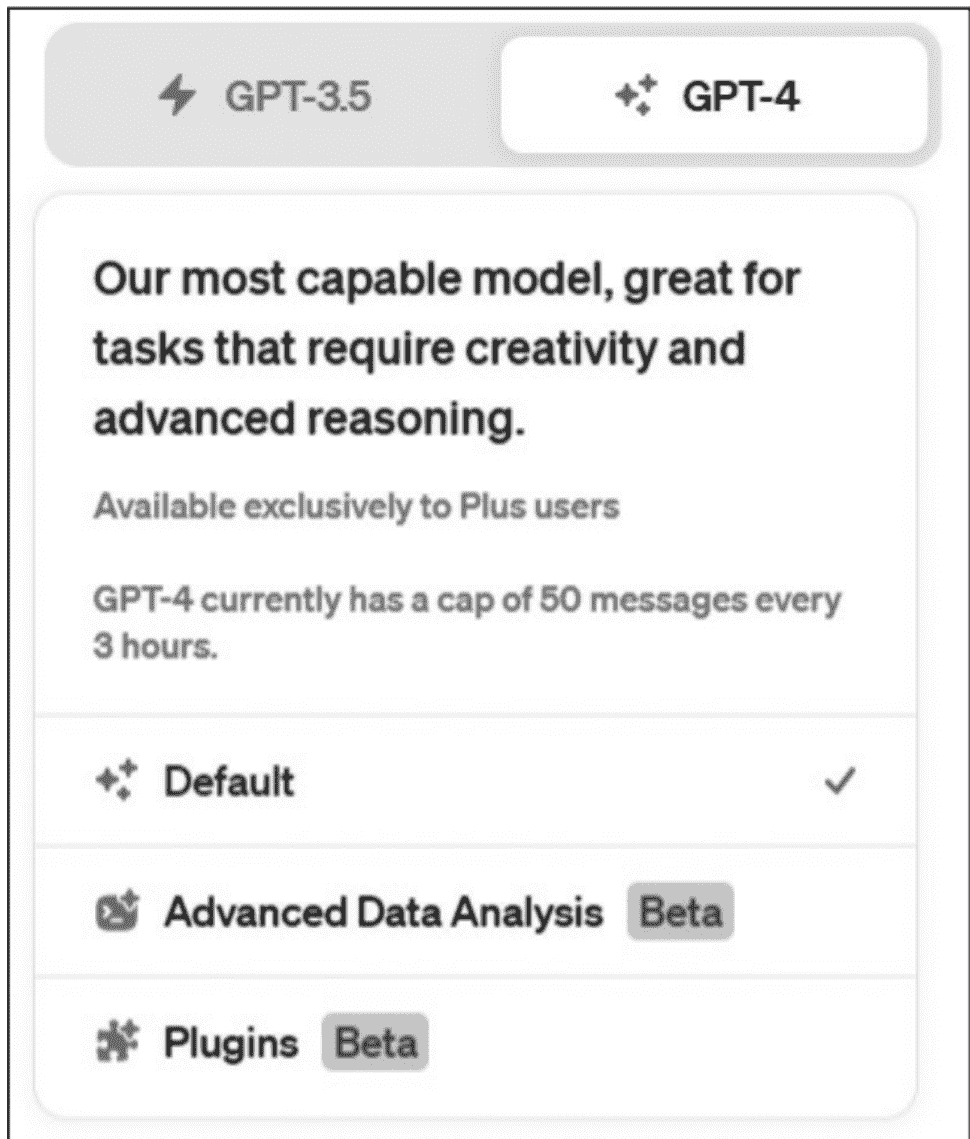 GPT-3.5
GPT-4
Our most capable model, great for
tasks that require creativity and
advanced reasoning.
Available exclusively to Plus users
GPT-4 currently has a cap of 50 messages every
3 hours.
Default
Advanced Data Analysis Beta
Plugins Beta